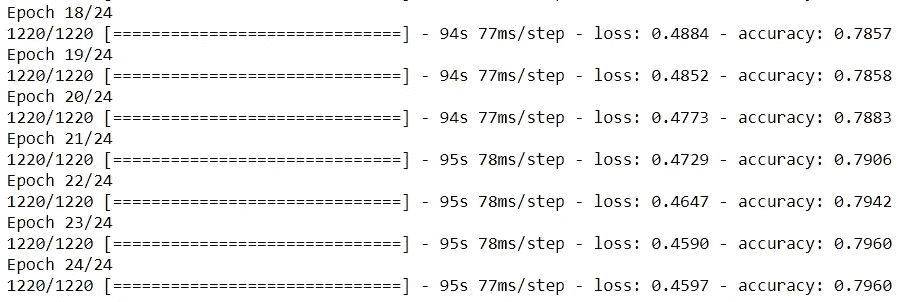 Epoch 18/24
1220/1220 [==============================] - 94s 77ms/step - loss: 0.4884 - accuracy: 0.7857
Epoch 19/24
1220/1220 [==============================] - 94s 77ms/step - loss: 0.4852 - accuracy: 0.7858
Epoch 20/24
1220/1220 [==============================] - 94s 77ms/step - loss: 0.4773 - accuracy: 0.7883
Epoch 21/24
1220/1220 [==============================] - 95s 78ms/step - loss: 0.4729 - accuracy: 0.7906
Epoch 22/24
1220/1220 [==============================] - 95s 78ms/step - loss: 0.4647 - accuracy: 0.7942
Epoch 23/24
1220/1220 [==============================] - 95s 78ms/step - loss: 0.4590 - accuracy: 0.7960
Epoch 24/24
1220/1220 [==============================] - 95s 77ms/step - loss: 0.4597 - accuracy: 0.7960